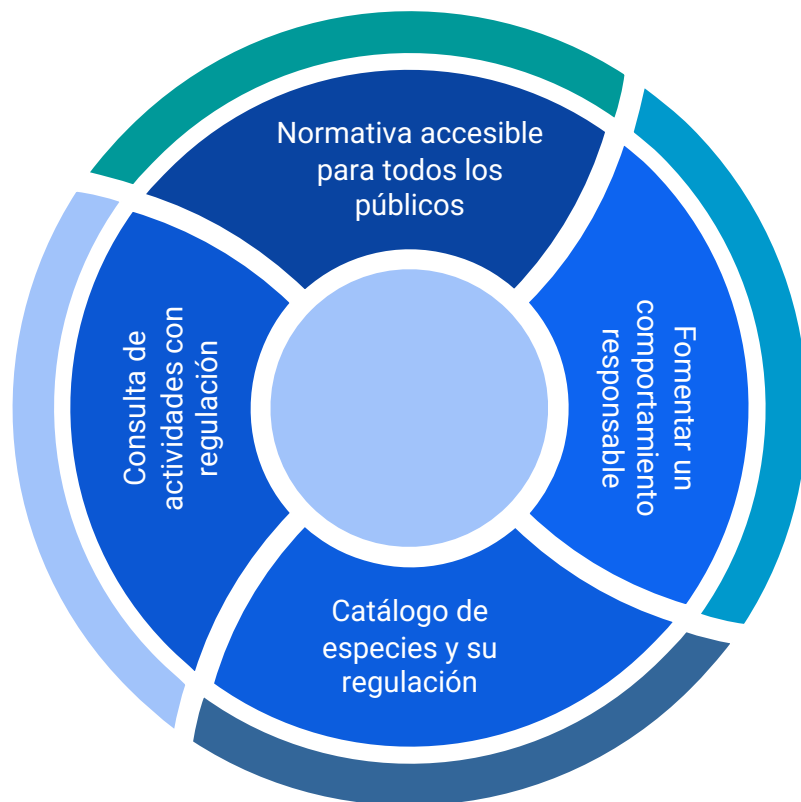 Normativa accesible
para todos los
públicos
Fomentar un
comportamiento
responsable
Catálogo de
especies y su
regulación
Consulta de
actividades con
regulación